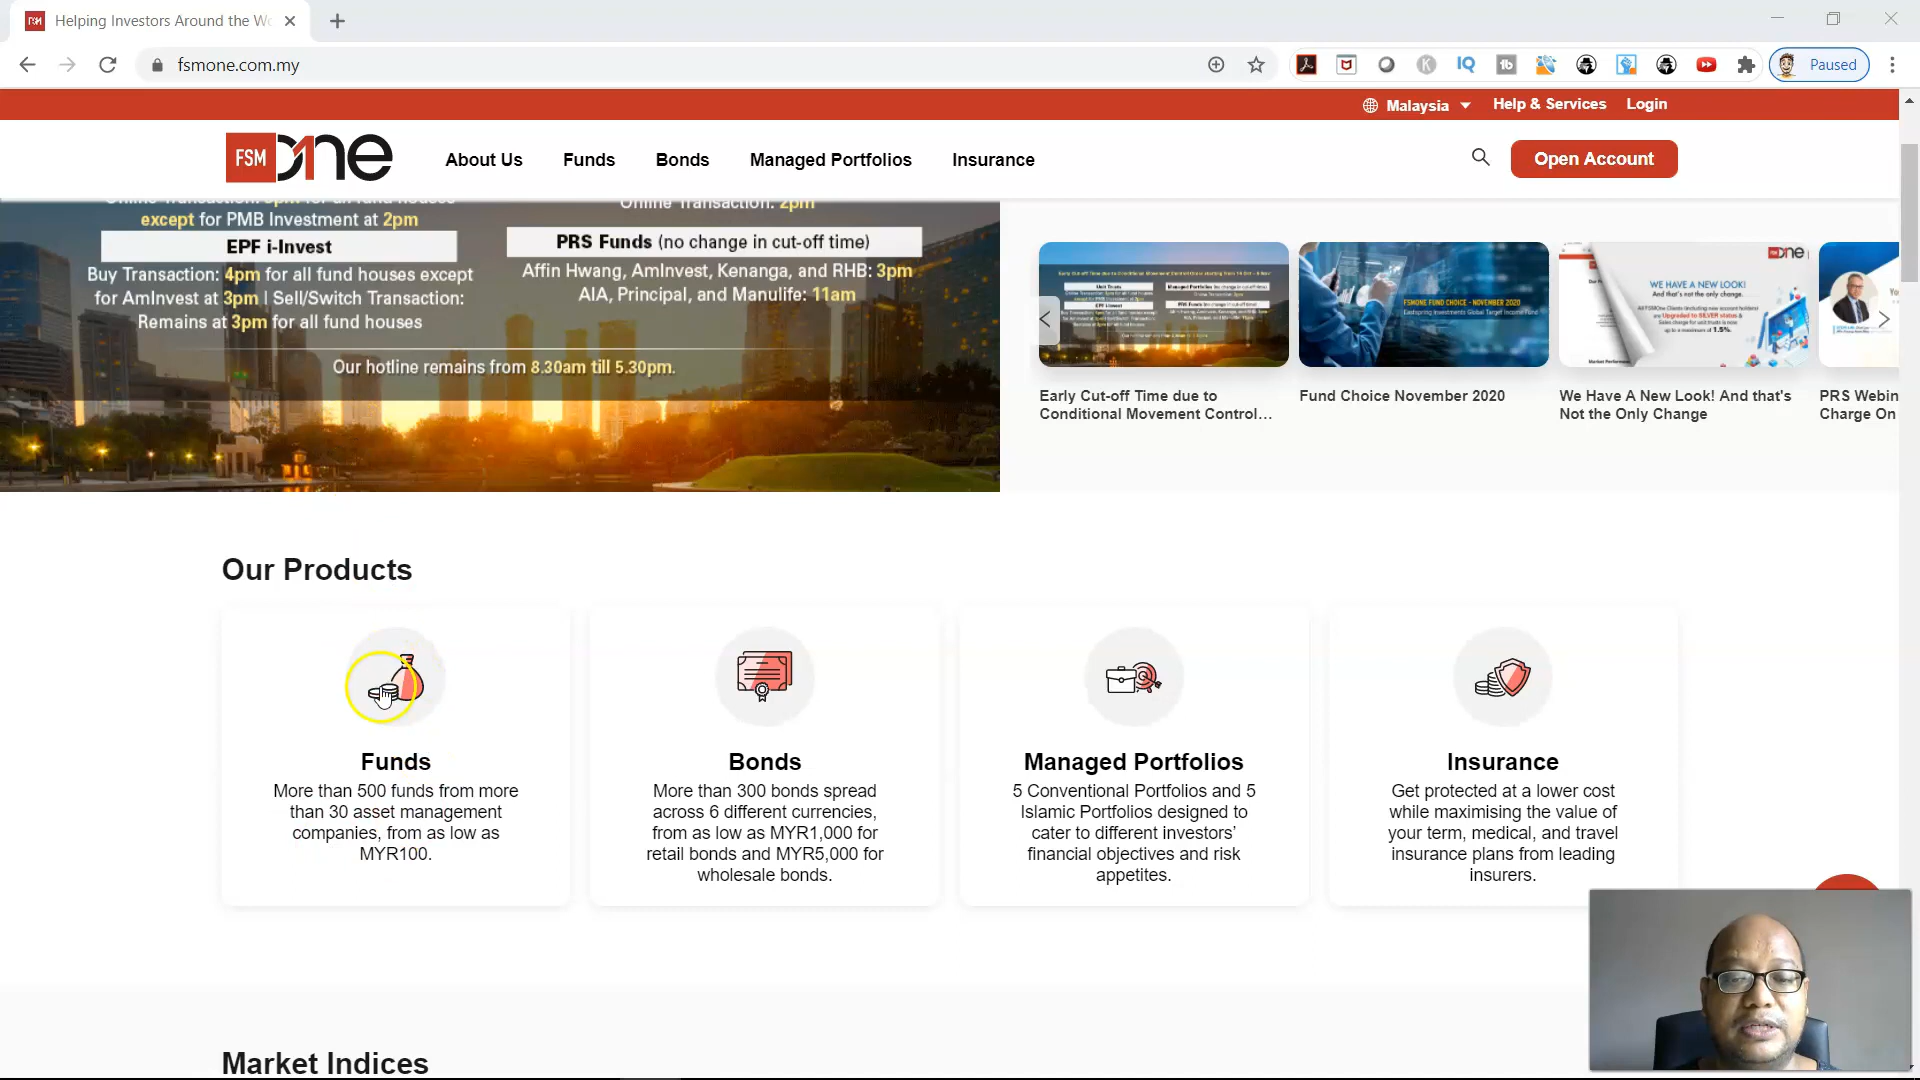 Helping Investors Around the Wo
fsmone.com.my
Paused
Malaysia
Help & Services
Login
FSM One
About Us
Funds
Bonds
Managed Portfolios
Insurance
Open Account
except for PMB Investment at 2pm
EPF i-Invest
Buy Transaction: 4pm for all fund houses except
for AmInvest at 3pm | Sell/Switch Transaction:
Remains at 3pm for all fund houses
Online Transaction: 2pm
PRS Funds (no change in cut-off time)
Affin Hwang, AmInvest, Kenanga, and RHB: 3pm
AIA, Principal, and Manulife: 11am
Our hotline remains from 8.30am till 5.30pm.
FSMONE FUND CHOICE - NOVEMBER 2020
WE HAVE A NEW LOOK!
And that's not the only change.
Early Cut-off Time due to
Conditional Movement Control...
Fund Choice November 2020
We Have A New Look! And that's
Not the Only Change
PRS Webin
Charge On
Our Products
Funds
More than 500 funds from more
than 30 asset management
companies, from as low as
MYR100.
Bonds
More than 300 bonds spread
across 6 different currencies,
from as low as MYR1,000 for
retail bonds and MYR5,000 for
wholesale bonds.
Managed Portfolios
5 Conventional Portfolios and 5
Islamic Portfolios designed to
cater to different investors'
financial objectives and risk
appetites.
Insurance
Get protected at a lower cost
while maximising the value of
your term, medical, and travel
insurance plans from leading
insurers.
Market Indices